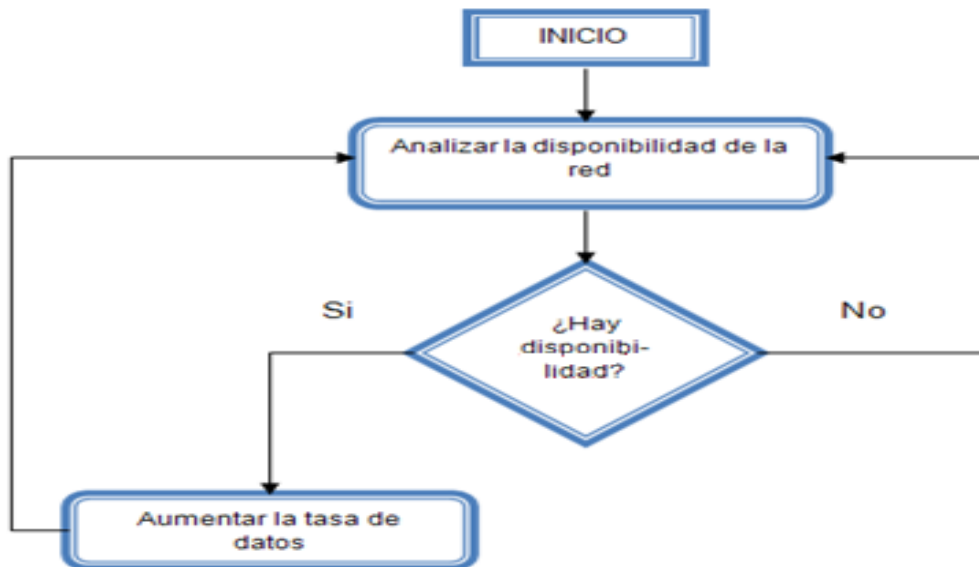 INICIO
Analizar la disponibilidad de la
red
Si
No
¿Hay
disponibi-
lidad?
Aumentar la tasa de
datos